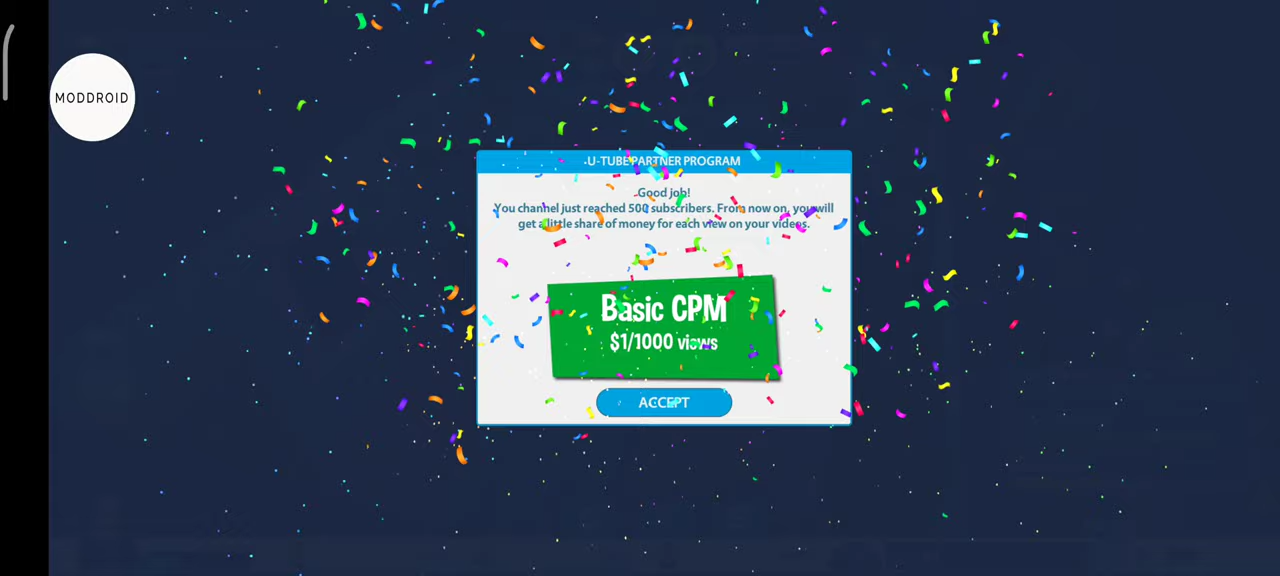 MODDROID
U-TUBE PARTNER PROGRAM
Good job!
You channel just reached 500 subscribers. From now on, you will
get a little share of money for each view on your videos.
Basic CPM
$1/1000 views
ACCEPT